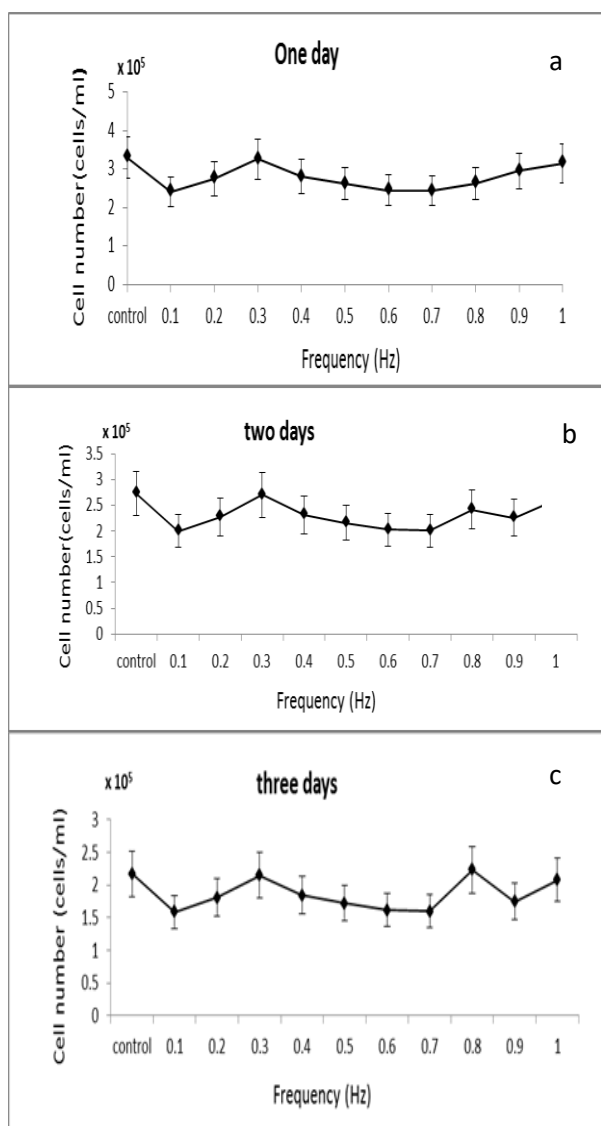 One day
a
x 10⁵
Cell number(cells/ml)
5
4
3
2
1
0
control 0.1 0.2 0.3 0.4 0.5 0.6 0.7 0.8 0.9 1
Frequency (Hz)
two days
b
x 10⁵
Cell number(cells/ml)
3.5
3
2.5
2
1.5
1
0.5
0
control 0.1 0.2 0.3 0.4 0.5 0.6 0.7 0.8 0.9 1
Frequency (Hz)
three days
c
x 10⁵
Cell number (cells/ml)
3
2.5
2
1.5
1
0.5
0
control 0.1 0.2 0.3 0.4 0.5 0.6 0.7 0.8 0.9 1
Frequency (Hz)